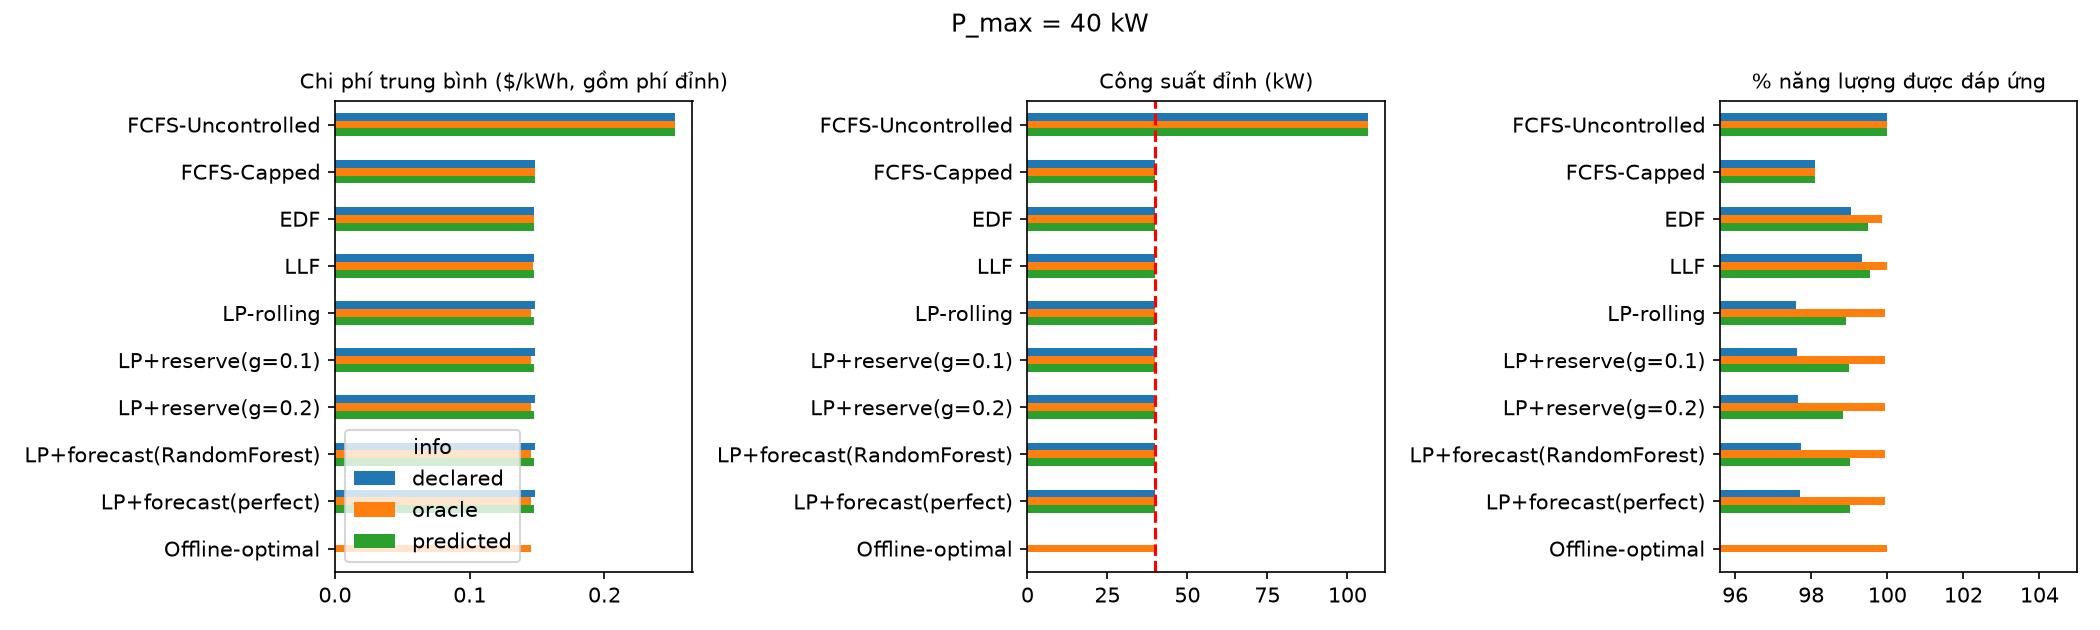 P_max = 40 kW
Chi phí trung bình ($/kWh, gồm phí đỉnh)
FCFS-Uncontrolled
FCFS-Capped
EDF
LLF
LP-rolling
LP+reserve(g=0.1)
LP+reserve(g=0.2)
LP+forecast(RandomForest)
LP+forecast(perfect)
Offline-optimal
info
declared
oracle
predicted
0.0 0.1 0.2
Công suất đỉnh (kW)
FCFS-Uncontrolled
FCFS-Capped
EDF
LLF
LP-rolling
LP+reserve(g=0.1)
LP+reserve(g=0.2)
LP+forecast(RandomForest)
LP+forecast(perfect)
Offline-optimal
0 25 50 75 100
% năng lượng được đáp ứng
FCFS-Uncontrolled
FCFS-Capped
EDF
LLF
LP-rolling
LP+reserve(g=0.1)
LP+reserve(g=0.2)
LP+forecast(RandomForest)
LP+forecast(perfect)
Offline-optimal
96 98 100 102 104